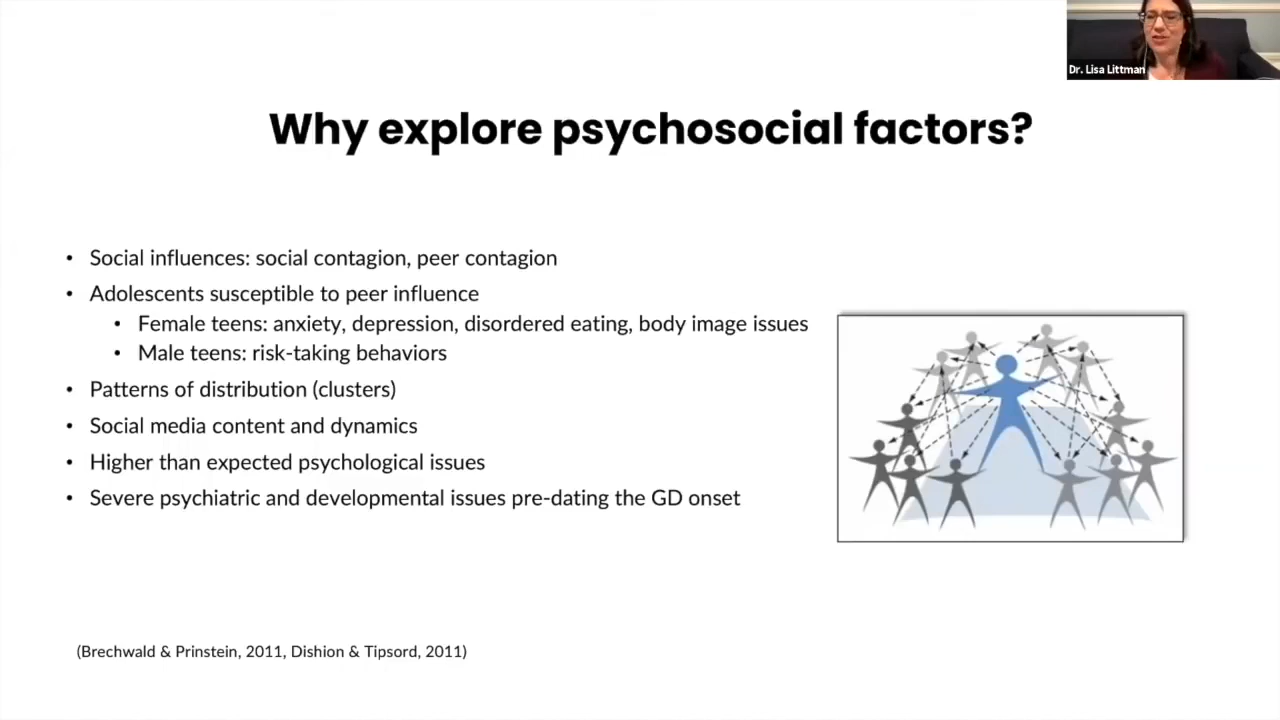 Dr. Lisa Littman
Why explore psychosocial factors?
• Social influences: social contagion, peer contagion
• Adolescents susceptible to peer influence
• Female teens: anxiety, depression, disordered eating, body image issues
• Male teens: risk-taking behaviors
• Patterns of distribution (clusters)
• Social media content and dynamics
• Higher than expected psychological issues
• Severe psychiatric and developmental issues pre-dating the GD onset
(Brechwald & Prinstein, 2011, Dishion & Tipsord, 2011)